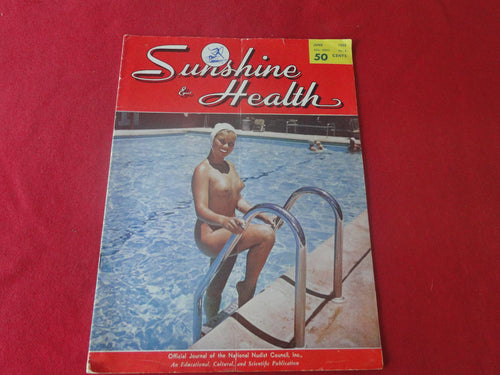 Sunshine
& Health
JUNE
50 CENTS
Official Journal of the National Nudist Council, Inc.,
An Educational, Cultural, and Scientific Publication